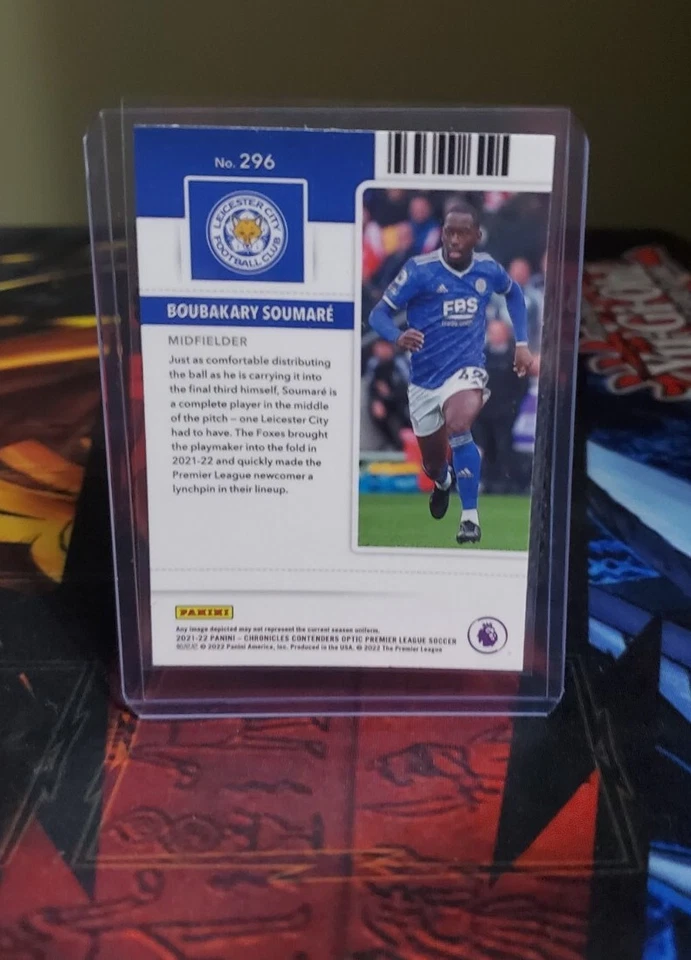 No. 296
LEICESTER CITY
FOOTBALL CLUB
BOUBAKARY SOUMARÉ
MIDFIELDER
Just as comfortable distributing
the ball as he is carrying it into
the final third himself, Soumaré is
a complete player in the middle
of the pitch – one Leicester City
had to have. The Foxes brought
the playmaker into the fold in
2021-22 and quickly made the
Premier League newcomer a
lynchpin in their lineup.
FBS
42
PANINI
Any image depicted may not represent the current season uniform.
2021-22 PANINI – CHRONICLES CONTENDERS OPTIC PREMIER LEAGUE SOCCER
© 2022 Panini America, Inc. Produced in the USA. © 2022 The Premier League